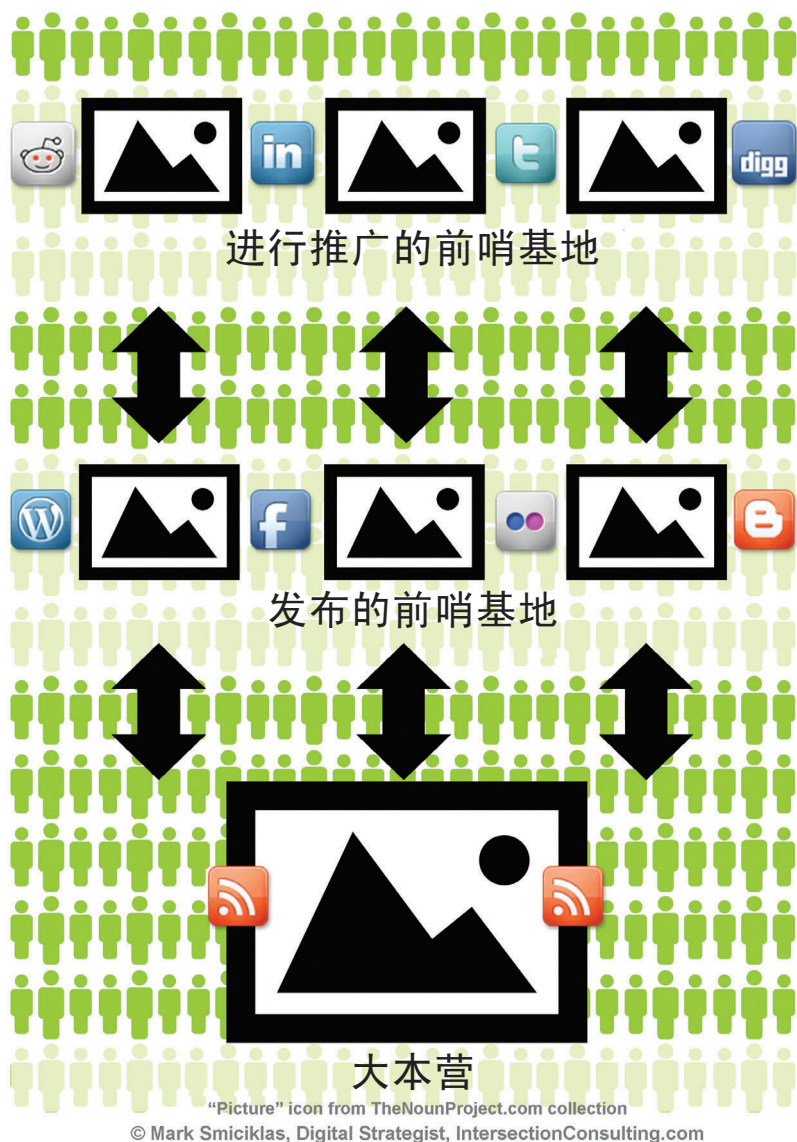 in
t
digg
进行推广的前哨基地
W
f
B
发布的前哨基地
大本营
“Picture” icon from TheNounProject.com collection
© Mark Smiciklas, Digital Strategist, IntersectionConsulting.com